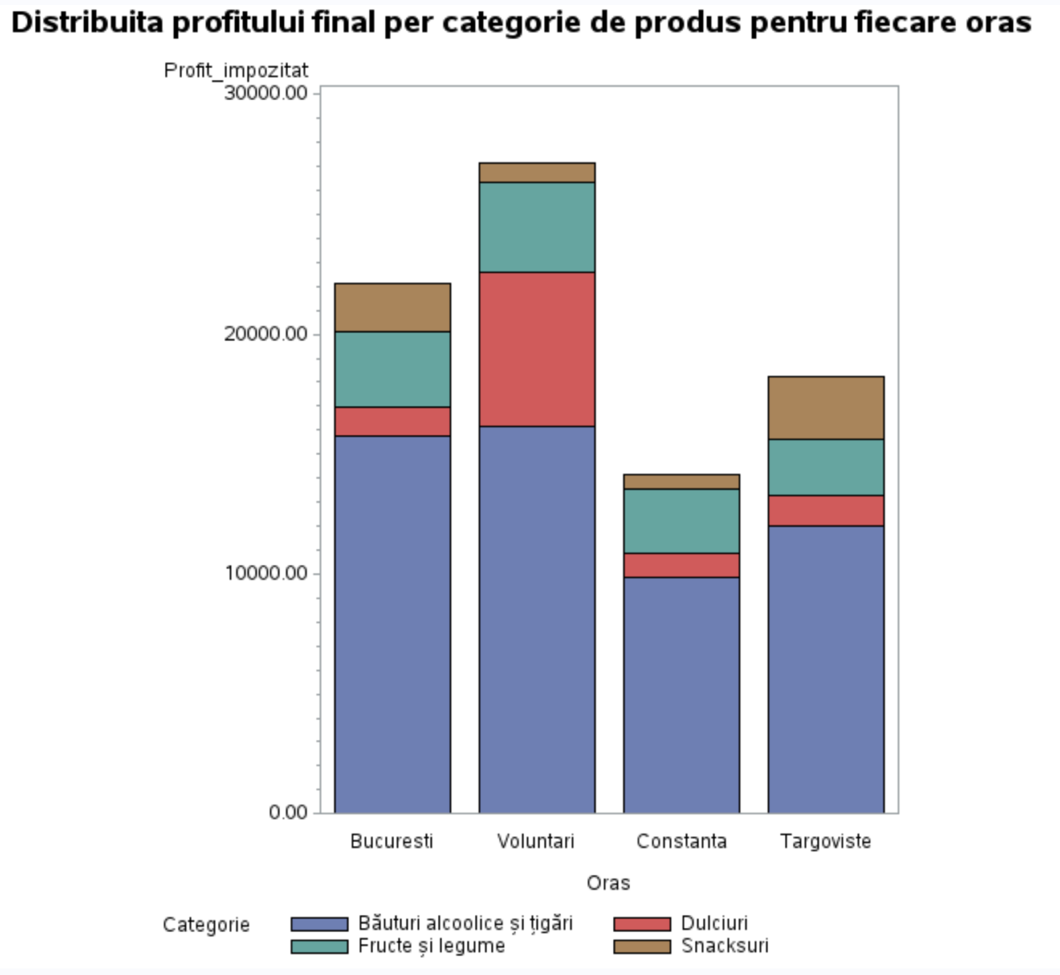 Distribuita profitului final per categorie de produs pentru fiecare oras
Profit_impozitat
30000.00
20000.00
10000.00
0.00
Bucuresti Voluntari Constanta Targoviste
Oras
Categorie Băuturi alcoolice și țigări Dulciuri
Fructe și legume Snacksuri